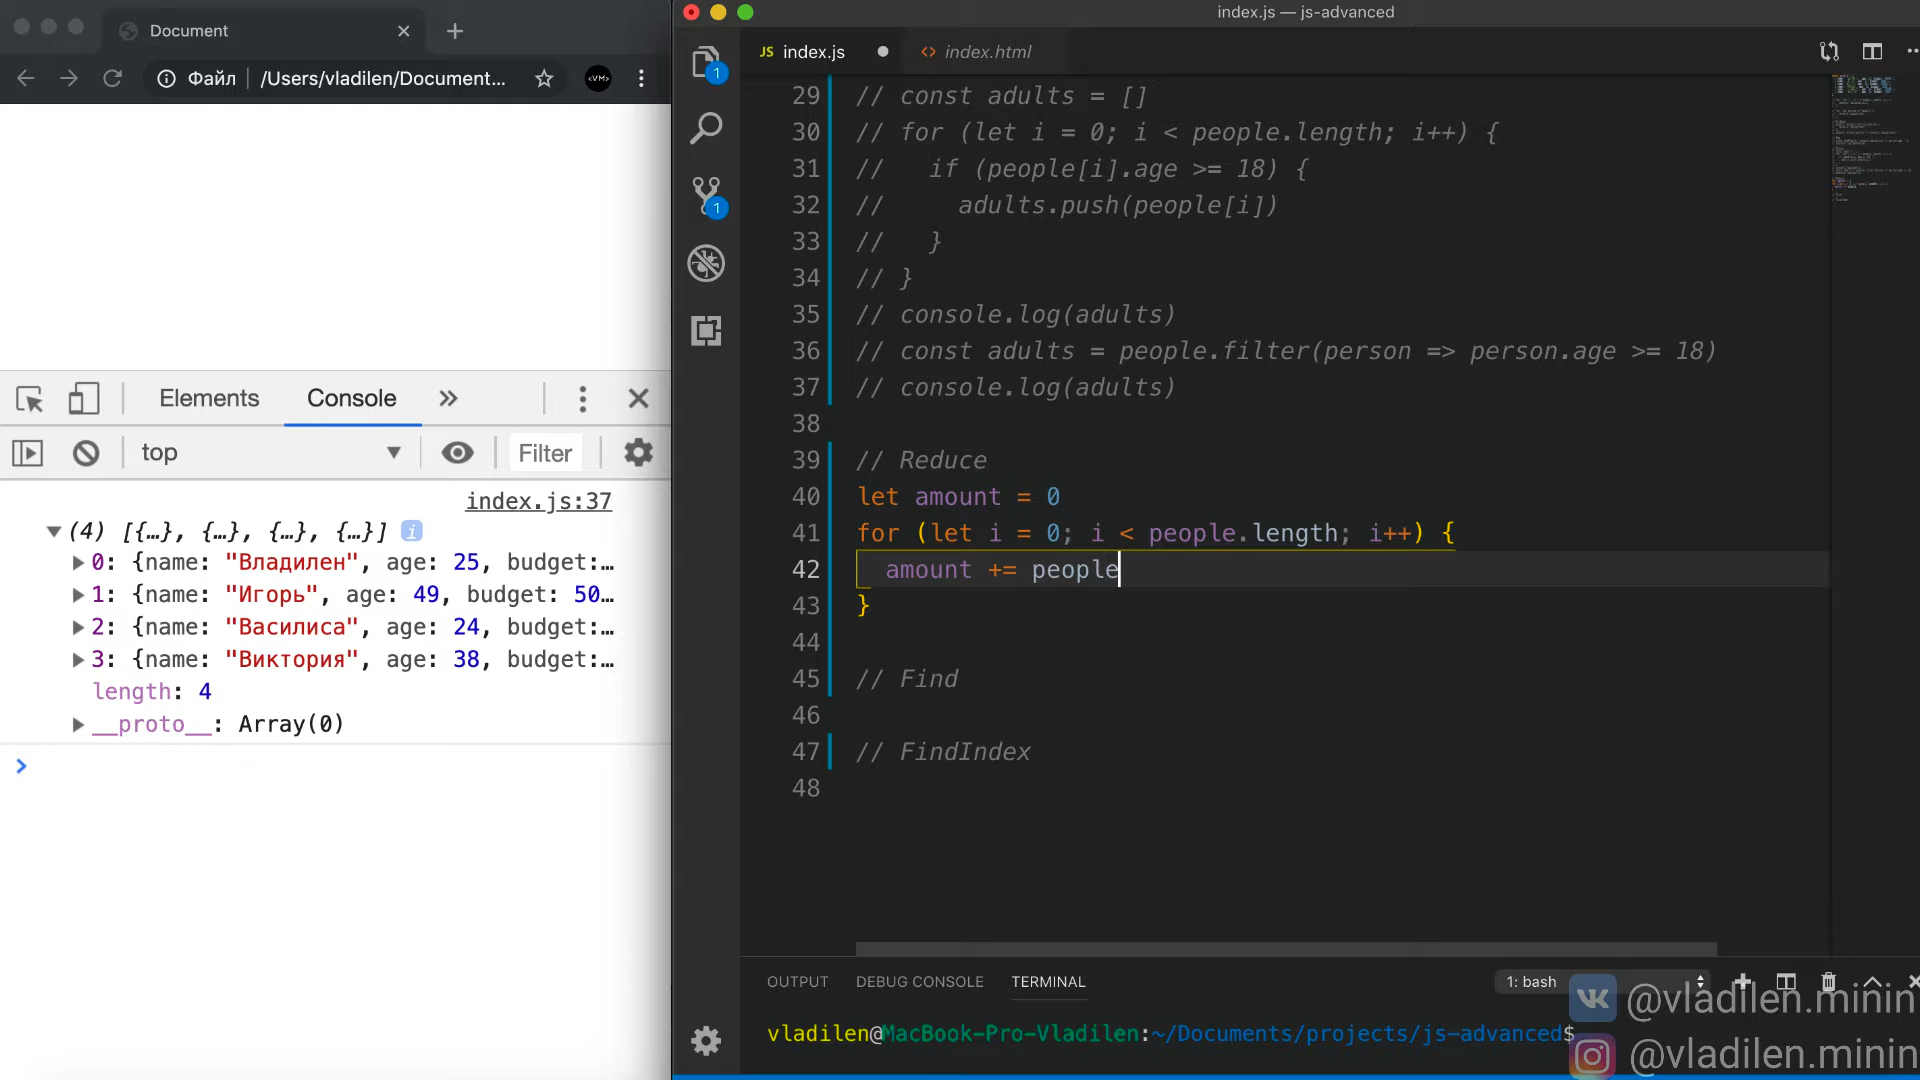 Document
Файл
/Users/vladilen/Document...
<VM>
Elements
Console
top
Filter
index.js:37
(4) [{…}, {…}, {…}, {…}] i
0: {name: "Владилен", age: 25, budget:…
1: {name: "Игорь", age: 49, budget: 50…
2: {name: "Василиса", age: 24, budget:…
3: {name: "Виктория", age: 38, budget:…
length: 4
__proto__: Array(0)
index.js — js-advanced
JS index.js
index.html
1
1
29 // const adults = []
30 // for (let i = 0; i < people.length; i++) {
31 //   if (people[i].age >= 18) {
32 //     adults.push(people[i])
33 //   }
34 // }
35 // console.log(adults)
36 // const adults = people.filter(person => person.age >= 18)
37 // console.log(adults)
38
39 // Reduce
40 let amount = 0
41 for (let i = 0; i < people.length; i++) {
42   amount += people
43 }
44
45 // Find
46
47 // FindIndex
48
OUTPUT
DEBUG CONSOLE
TERMINAL
1: bash
vladilen@MacBook-Pro-Vladilen:~/Documents/projects/js-advanced$
@vladilen.minin
@vladilen.minin